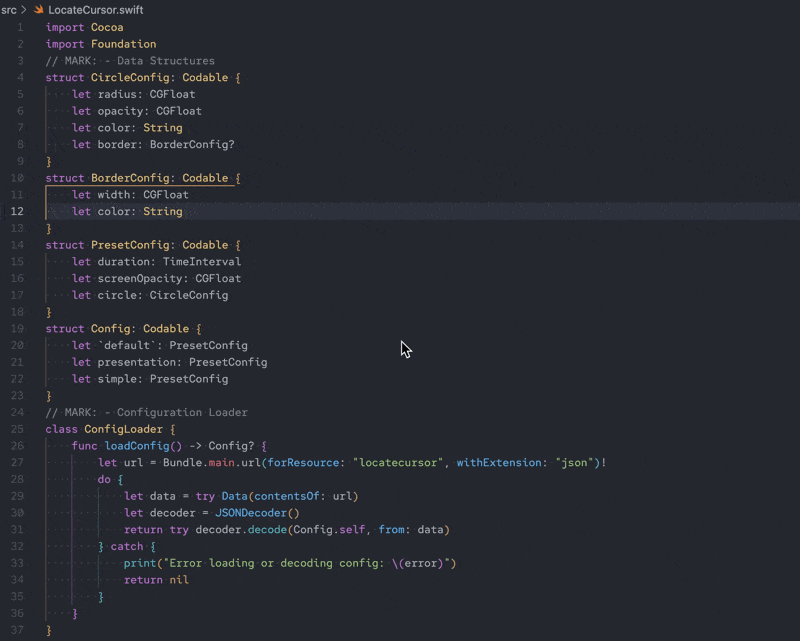 src > LocateCursor.swift
1 import Cocoa
2 import Foundation
3 // MARK: - Data Structures
4 struct CircleConfig: Codable {
5     let radius: CGFloat
6     let opacity: CGFloat
7     let color: String
8     let border: BorderConfig?
9 }
10 struct BorderConfig: Codable {
11     let width: CGFloat
12     let color: String
13 }
14 struct PresetConfig: Codable {
15     let duration: TimeInterval
16     let screenOpacity: CGFloat
17     let circle: CircleConfig
18 }
19 struct Config: Codable {
20     let `default`: PresetConfig
21     let presentation: PresetConfig
22     let simple: PresetConfig
23 }
24 // MARK: - Configuration Loader
25 class ConfigLoader {
26     func loadConfig() -> Config? {
27         let url = Bundle.main.url(forResource: "locatecursor", withExtension: "json")!
28         do {
29             let data = try Data(contentsOf: url)
30             let decoder = JSONDecoder()
31             return try decoder.decode(Config.self, from: data)
32         } catch {
33             print("Error loading or decoding config: \(error)")
34             return nil
35         }
36     }
37 }